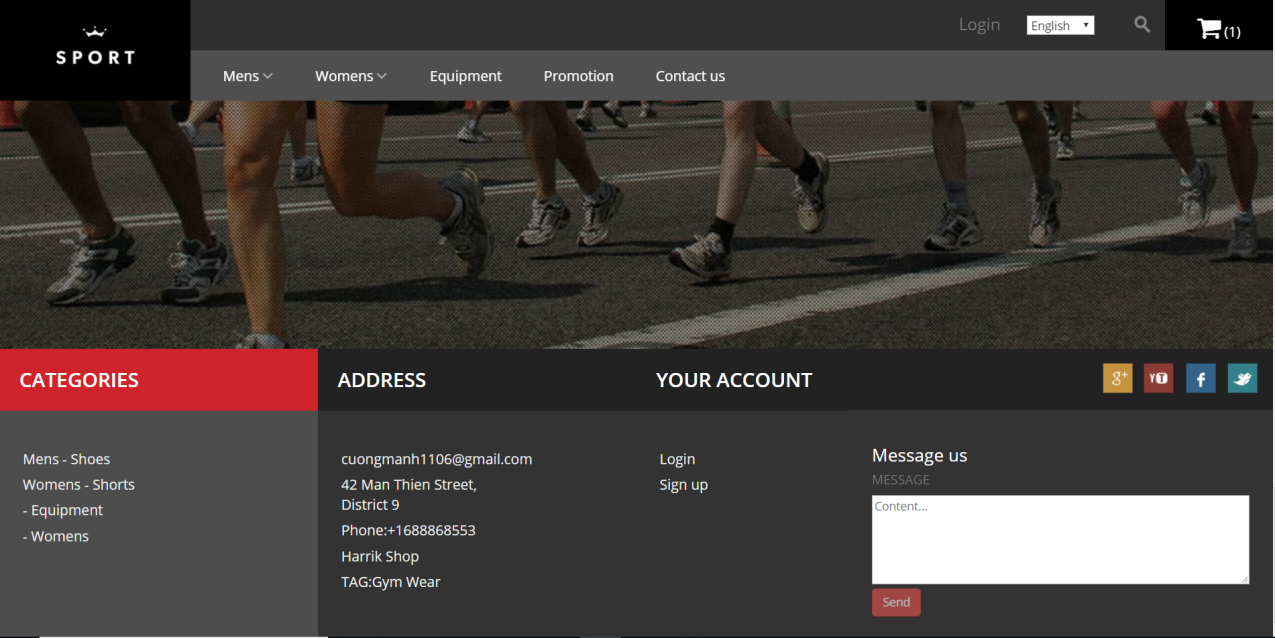 SPORT
Login
English
(1)
Mens
Womens
Equipment
Promotion
Contact us
CATEGORIES
ADDRESS
YOUR ACCOUNT
g+
Mens - Shoes
Womens - Shorts
- Equipment
- Womens
cuongmanh1106@gmail.com
42 Man Thien Street,
District 9
Phone:+1688868553
Harrik Shop
TAG:Gym Wear
Login
Sign up
Message us
MESSAGE
Content...
Send